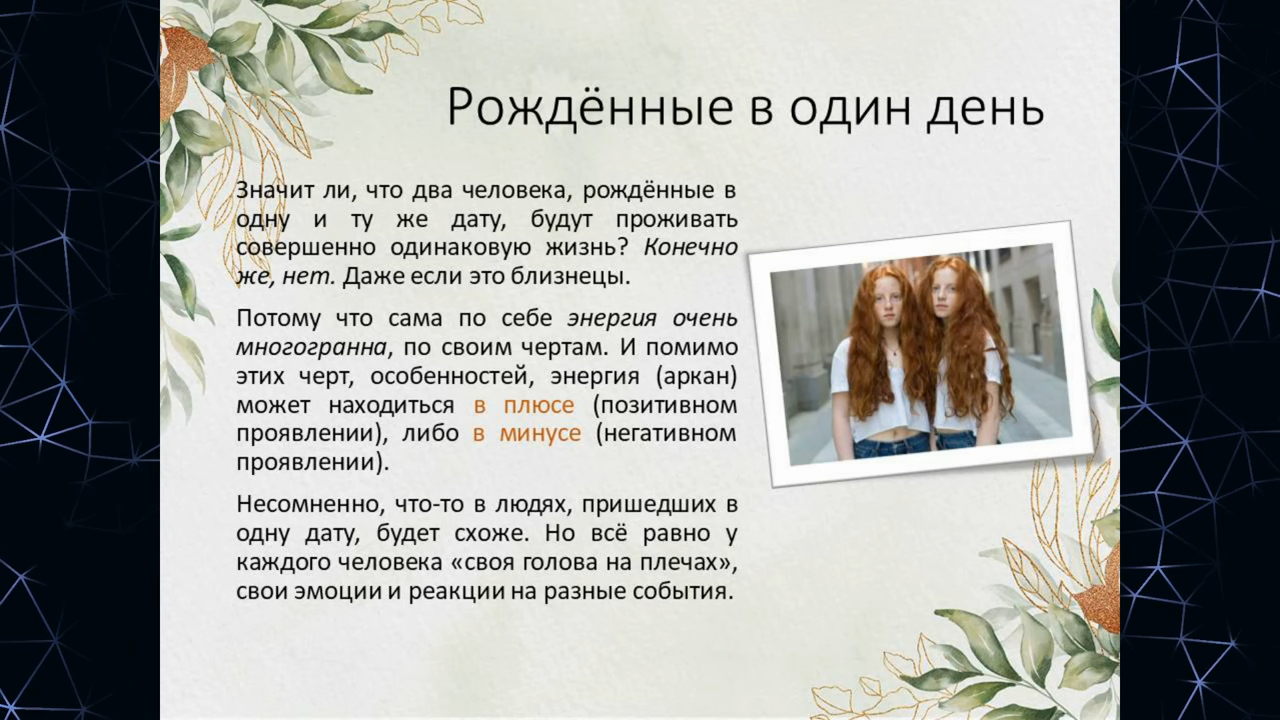 Рождённые в один день
Значит ли, что два человека, рождённые в
одну и ту же дату, будут проживать
совершенно одинаковую жизнь? Конечно
же, нет. Даже если это близнецы.
Потому что сама по себе энергия очень
многогранна, по своим чертам. И помимо
этих черт, особенностей, энергия (аркан)
может находиться в плюсе (позитивном
проявлении), либо в минусе (негативном
проявлении).
Несомненно, что-то в людях, пришедших в
одну дату, будет схоже. Но всё равно у
каждого человека «своя голова на плечах»,
свои эмоции и реакции на разные события.